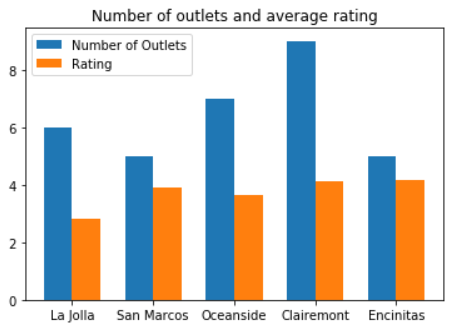 Number of outlets and average rating
Number of Outlets
Rating
8
6
4
2
0
La Jolla San Marcos Oceanside Clairemont Encinitas